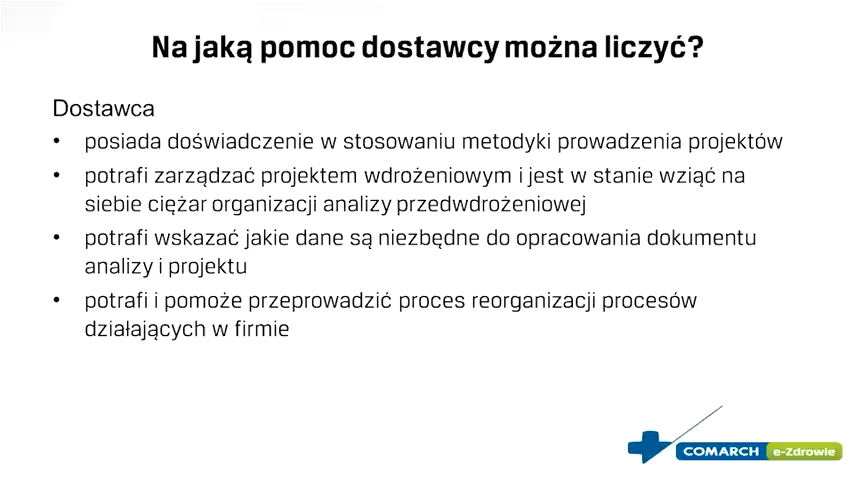 Na jaką pomoc dostawcy można liczyć?
Dostawca
• posiada doświadczenie w stosowaniu metodyki prowadzenia projektów
• potrafi zarządzać projektem wdrożeniowym i jest w stanie wziąć na
siebie ciężar organizacji analizy przedwdrożeniowej
• potrafi wskazać jakie dane są niezbędne do opracowania dokumentu
analizy i projektu
• potrafi i pomoże przeprowadzić proces reorganizacji procesów
działających w firmie
COMARCH e-Zdrowie